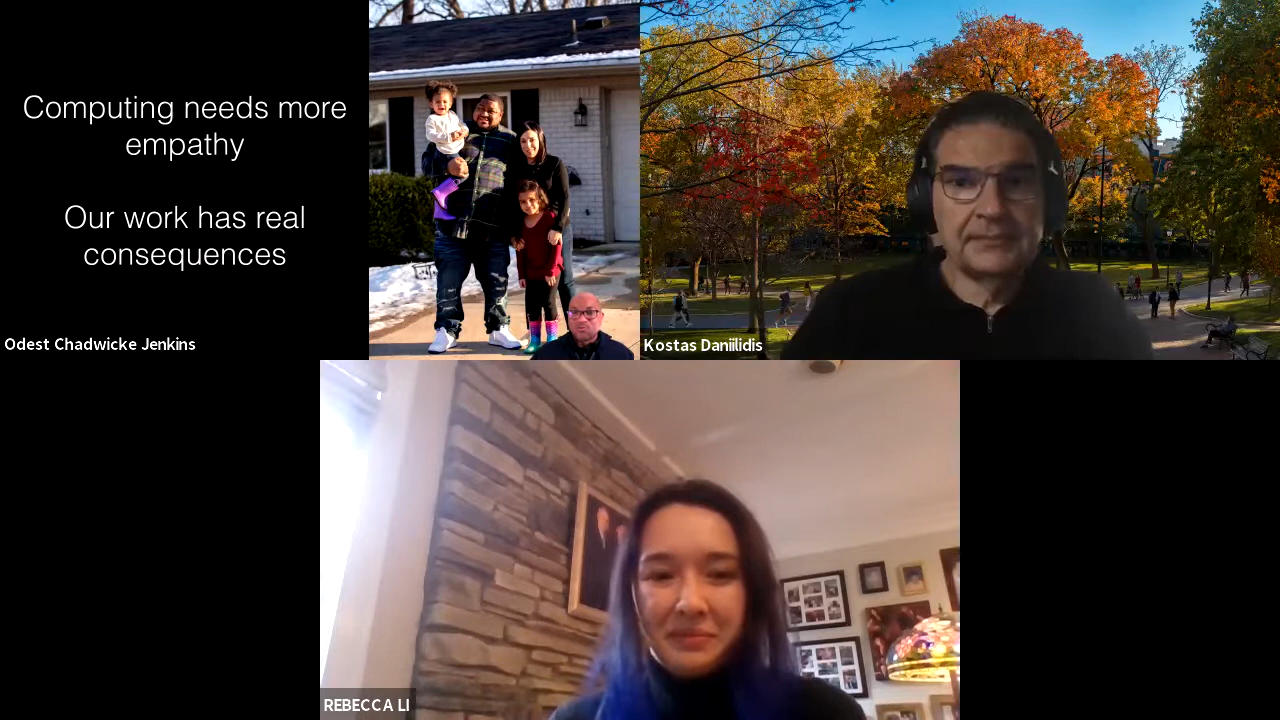 Computing needs more
empathy
Our work has real
consequences
Odest Chadwicke Jenkins
Kostas Daniilidis
REBECCA LI